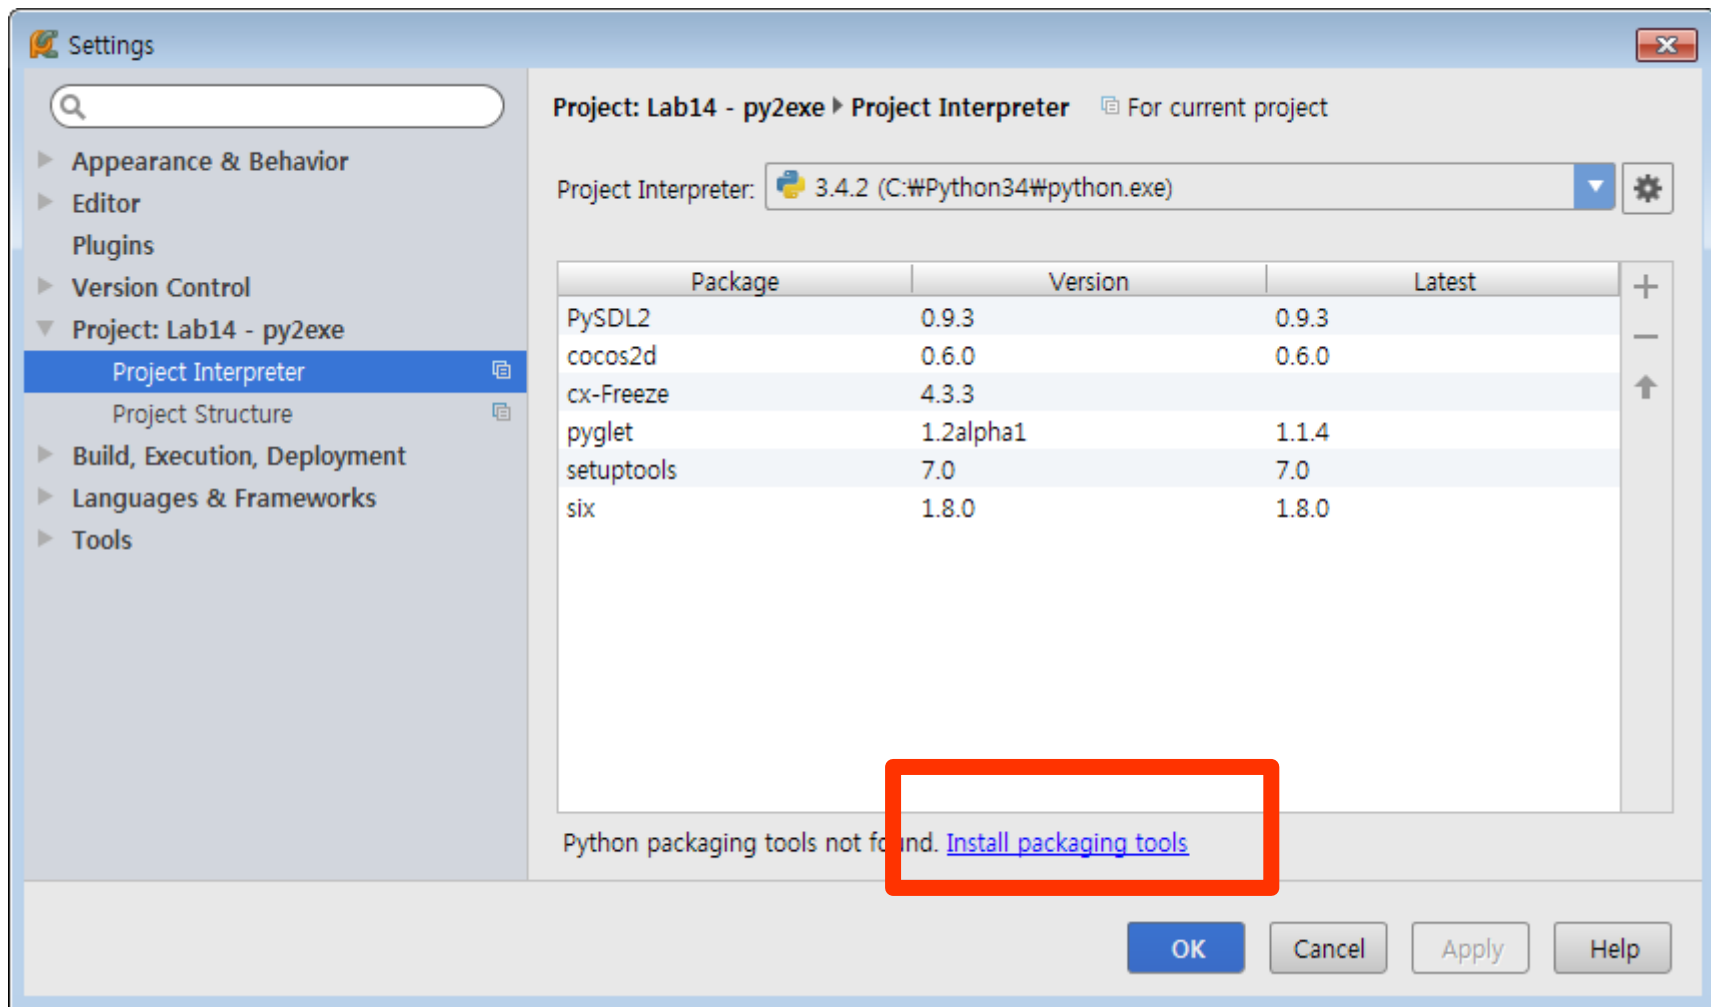 Settings
Appearance & Behavior
Editor
Plugins
Version Control
Project: Lab14 - py2exe
Project Interpreter
Project Structure
Build, Execution, Deployment
Languages & Frameworks
Tools
Project: Lab14 - py2exe Project Interpreter For current project
Project Interpreter: 3.4.2 (C:₩Python34₩python.exe)
Package Version Latest
PySDL2 0.9.3 0.9.3
cocos2d 0.6.0 0.6.0
cx-Freeze 4.3.3
pyglet 1.2alpha1 1.1.4
setuptools 7.0 7.0
six 1.8.0 1.8.0
Python packaging tools not found. Install packaging tools
OK Cancel Apply Help